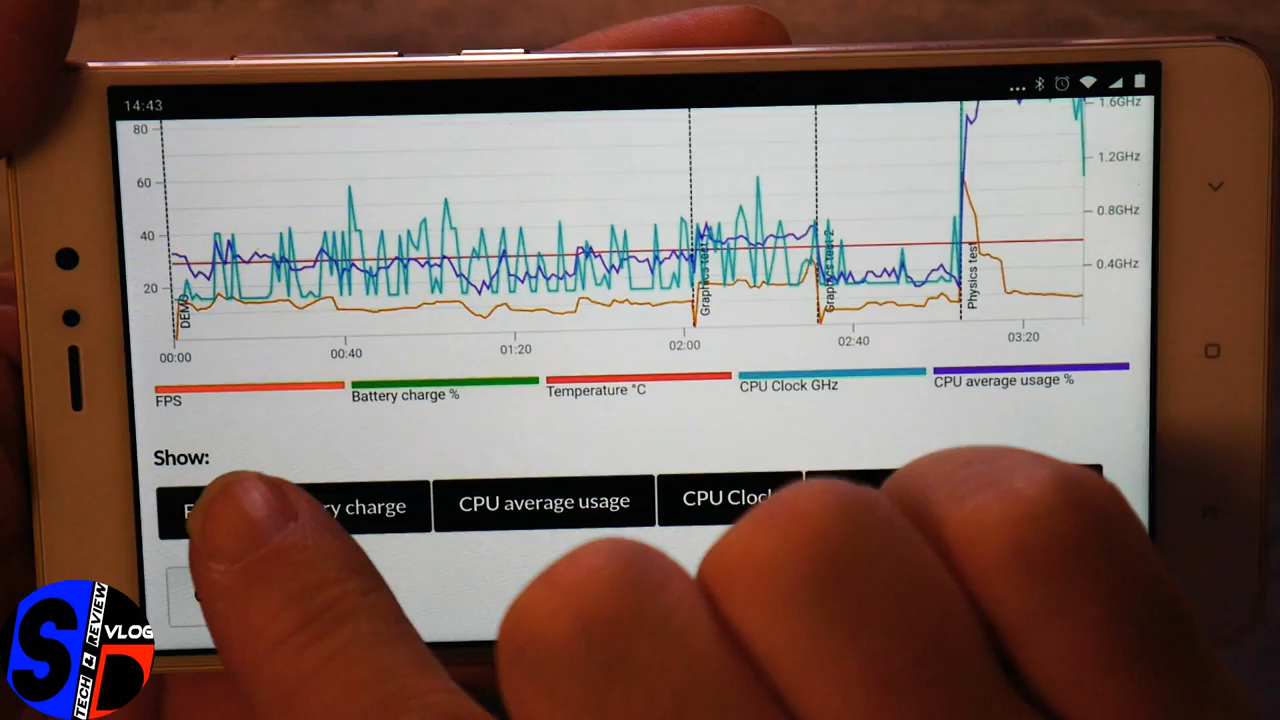 14:43
80
60
40
20
1.6GHz
1.2GHz
0.8GHz
0.4GHz
DEMO
Graphics test
Graphics test 2
Physics test
00:00
00:40
01:20
02:00
02:40
03:20
FPS
Battery charge %
Temperature °C
CPU Clock GHz
CPU average usage %
Show:
ry charge
CPU average usage
CPU Cloc
SD
TECH & REVIEW
VLOG